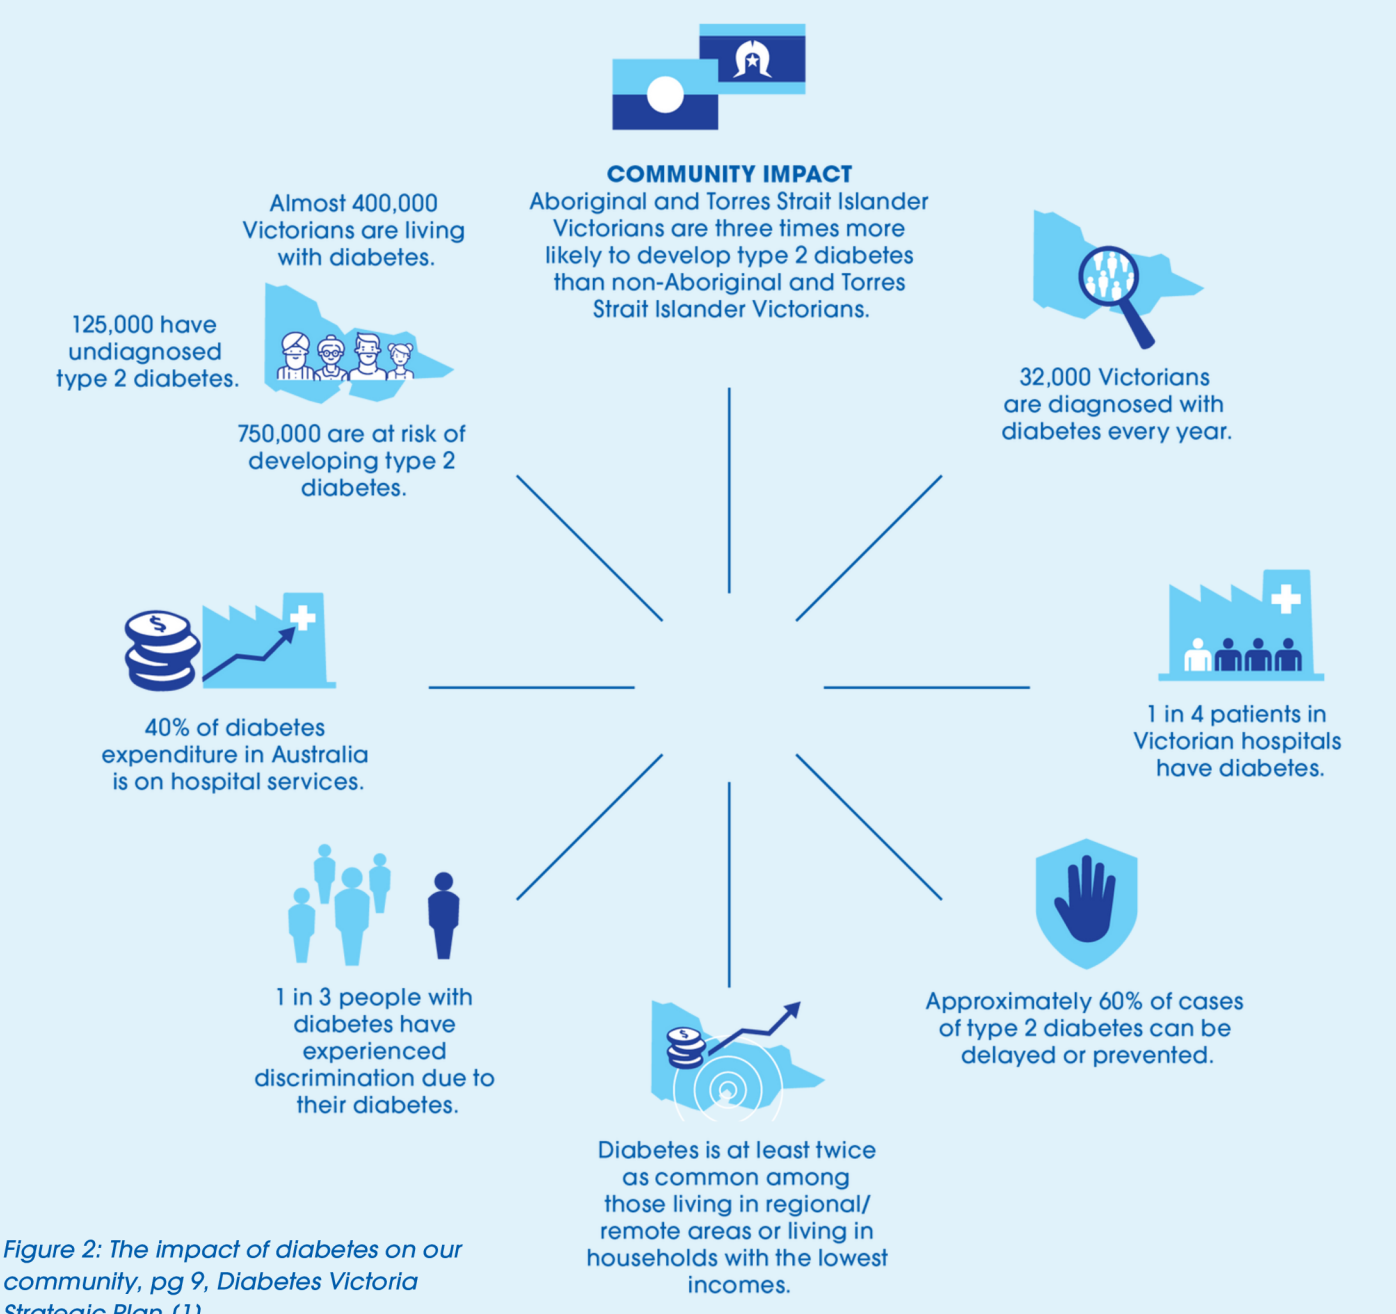 COMMUNITY IMPACT
Aboriginal and Torres Strait Islander
Victorians are three times more
likely to develop type 2 diabetes
than non-Aboriginal and Torres
Strait Islander Victorians.
Almost 400,000
Victorians are living
with diabetes.
125,000 have
undiagnosed
type 2 diabetes.
750,000 are at risk of
developing type 2
diabetes.
32,000 Victorians
are diagnosed with
diabetes every year.
$
40% of diabetes
expenditure in Australia
is on hospital services.
1 in 4 patients in
Victorian hospitals
have diabetes.
1 in 3 people with
diabetes have
experienced
discrimination due to
their diabetes.
$
Diabetes is at least twice
as common among
those living in regional/
remote areas or living in
households with the lowest
incomes.
Approximately 60% of cases
of type 2 diabetes can be
delayed or prevented.
Figure 2: The impact of diabetes on our
community, pg 9, Diabetes Victoria
Strategic Plan (1)